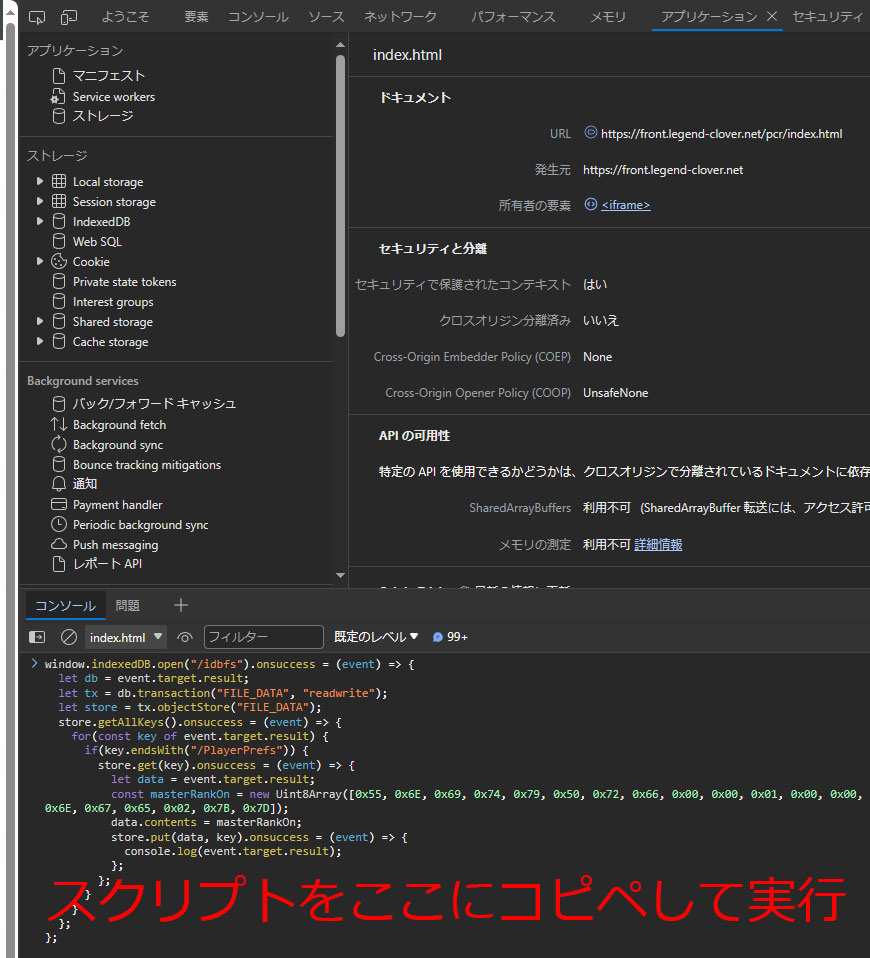 ようこそ 要素 コンソール ソース ネットワーク パフォーマンス メモリ アプリケーション セキュリティ
アプリケーション
マニフェスト
Service workers
ストレージ
ストレージ
Local storage
Session storage
IndexedDB
Web SQL
Cookie
Private state tokens
Interest groups
Shared storage
Cache storage
Background services
バック/フォワード キャッシュ
Background fetch
Background sync
Bounce tracking mitigations
通知
Payment handler
Periodic background sync
Push messaging
レポート API
index.html
ドキュメント
URL https://front.legend-clover.net/pcr/index.html
発生元 https://front.legend-clover.net
所有者の要素 <iframe>
セキュリティと分離
セキュリティで保護されたコンテキスト はい
クロスオリジン分離済み いいえ
Cross-Origin Embedder Policy (COEP) None
Cross-Origin Opener Policy (COOP) UnsafeNone
API の可用性
特定の API を使用できるかどうかは、クロスオリジンで分離されているドキュメントに依存
SharedArrayBuffers 利用不可 (SharedArrayBuffer 転送には、アクセス許可
メモリの測定 利用不可 詳細情報
コンソール 問題
index.html フィルター 既定のレベル 99+
window.indexedDB.open("/idbfs").onsuccess = (event) => {
let db = event.target.result;
let tx = db.transaction("FILE_DATA", "readwrite");
let store = tx.objectStore("FILE_DATA");
store.getAllKeys().onsuccess = (event) => {
for(const key of event.target.result) {
if(key.endsWith("/PlayerPrefs")) {
store.get(key).onsuccess = (event) => {
let data = event.target.result;
const masterRankOn = new Uint8Array([0x55, 0x6E, 0x69, 0x74, 0x79, 0x50, 0x72, 0x66, 0x00, 0x00, 0x01, 0x00, 0x00,
0x6E, 0x67, 0x65, 0x02, 0x7B, 0x7D]);
data.contents = masterRankOn;
store.put(data, key).onsuccess = (event) => {
console.log(event.target.result);
};
};
}
}
};
};
スクリプトをここにコピペして実行